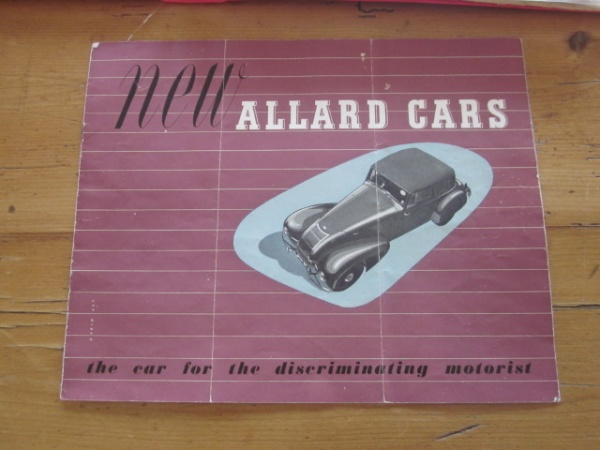 new
ALLARD CARS
the car for the discriminating motorist